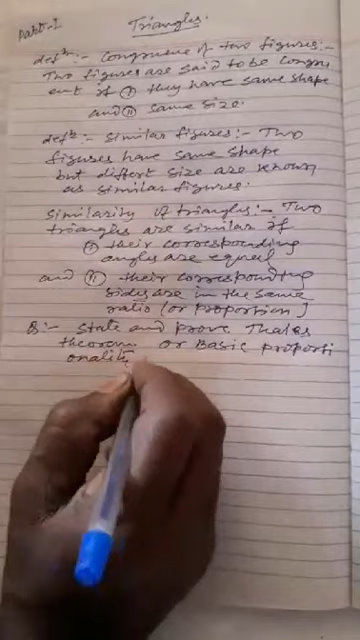 Part-I
Triangles.
defn:- Congruence of two figures:-
Two figures are said to be congru
ent if (i) they have same shape
and (ii) same size.
defn:- Similar figures:- Two
figures have same shape
but differt size are known
as similar figures.
Similarity of triangles:- Two
triangles are similar if
(i) their corresponding
angles are equal
and (ii) their corresponding
sides are in the same
ratio (or proportion)
Q:- State and prove Thales
theorem or Basic proporti
onality